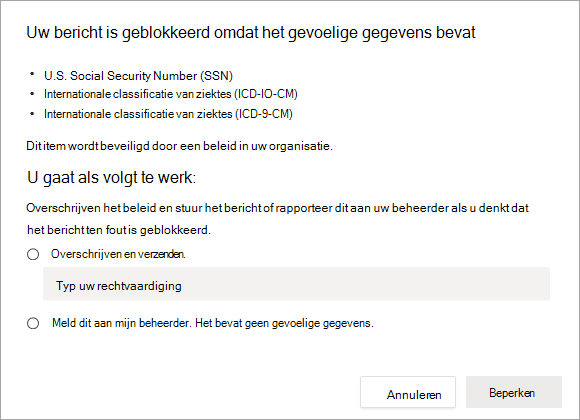 Uw bericht is geblokkeerd omdat het gevoelige gegevens bevat
• U.S. Social Security Number (SSN)
• Internationale classificatie van ziektes (ICD-IO-CM)
• Internationale classificatie van ziektes (ICD-9-CM)
Dit item wordt beveiligd door een beleid in uw organisatie.
U gaat als volgt te werk:
Overschrijven het beleid en stuur het bericht of rapporteer dit aan uw beheerder als u denkt dat
het bericht ten fout is geblokkeerd.
Overschrijven en verzenden.
Typ uw rechtvaardiging
Meld dit aan mijn beheerder. Het bevat geen gevoelige gegevens.
Annuleren
Beperken